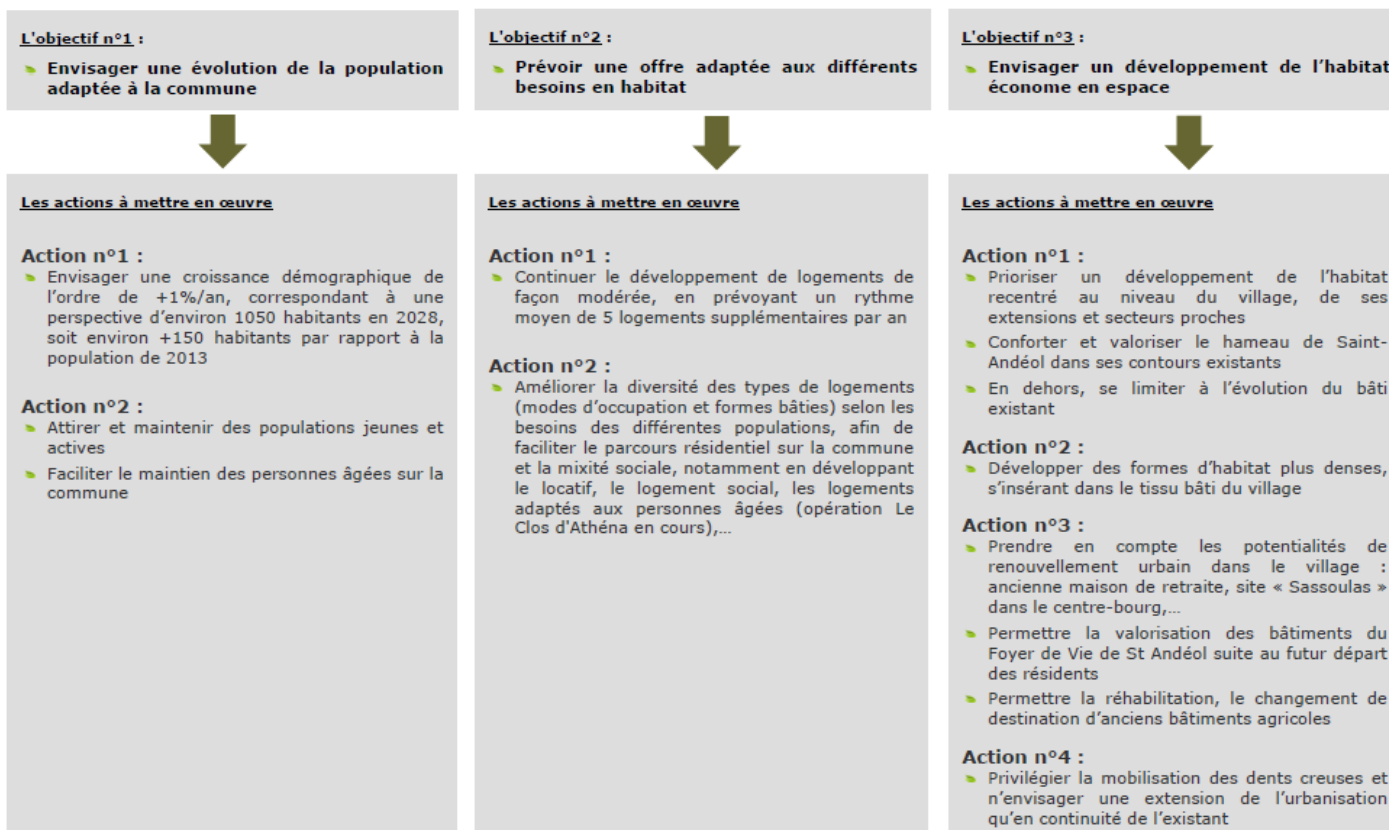 L'objectif n°1 :
Envisager une évolution de la population
adaptée à la commune
Les actions à mettre en œuvre
Action n°1 :
Envisager une croissance démographique de
l'ordre de +1%/an, correspondant à une
perspective d'environ 1050 habitants en 2028,
soit environ +150 habitants par rapport à la
population de 2013
Action n°2 :
Attirer et maintenir des populations jeunes et
actives
Faciliter le maintien des personnes âgées sur la
commune
L'objectif n°2 :
Prévoir une offre adaptée aux différents
besoins en habitat
Les actions à mettre en œuvre
Action n°1 :
Continuer le développement de logements de
façon modérée, en prévoyant un rythme
moyen de 5 logements supplémentaires par an
Action n°2 :
Améliorer la diversité des types de logements
(modes d'occupation et formes bâties) selon les
besoins des différentes populations, afin de
faciliter le parcours résidentiel sur la commune
et la mixité sociale, notamment en développant
le locatif, le logement social, les logements
adaptés aux personnes âgées (opération Le
Clos d'Athéna en cours),...
L'objectif n°3 :
Envisager un développement de l'habitat
économe en espace
Les actions à mettre en œuvre
Action n°1 :
Prioriser un développement de l'habitat
recentré au niveau du village, de ses
extensions et secteurs proches
Conforter et valoriser le hameau de Saint-
Andéol dans ses contours existants
En dehors, se limiter à l'évolution du bâti
existant
Action n°2 :
Développer des formes d'habitat plus denses,
s'insérant dans le tissu bâti du village
Action n°3 :
Prendre en compte les potentialités de
renouvellement urbain dans le village :
ancienne maison de retraite, site « Sassoulas »
dans le centre-bourg,...
Permettre la valorisation des bâtiments du
Foyer de Vie de St Andéol suite au futur départ
des résidents
Permettre la réhabilitation, le changement de
destination d'anciens bâtiments agricoles
Action n°4 :
Privilégier la mobilisation des dents creuses et
n'envisager une extension de l'urbanisation
qu'en continuité de l'existant